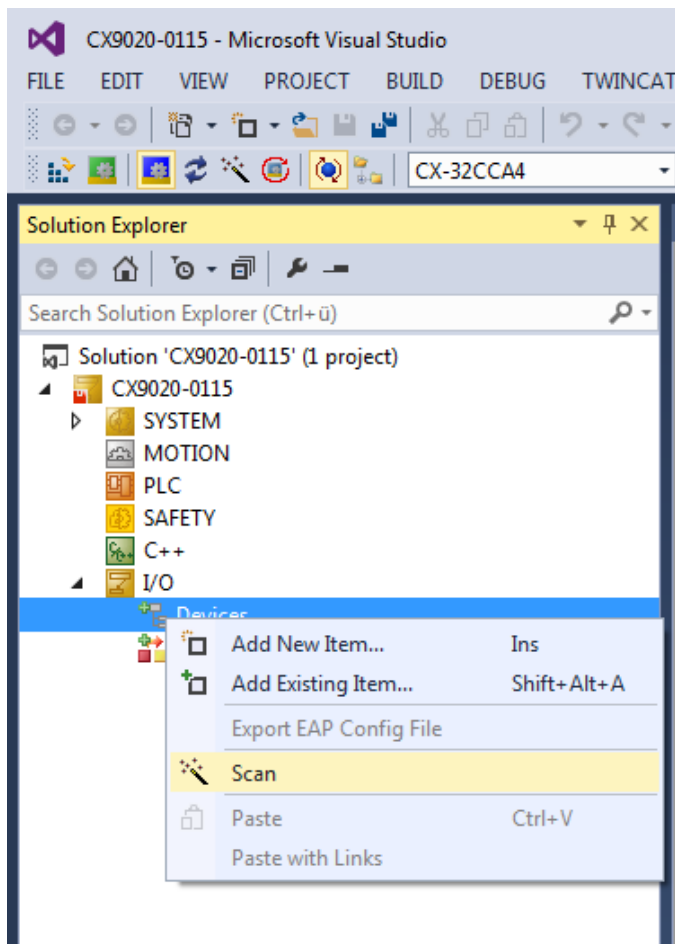 CX9020-0115 - Microsoft Visual Studio
FILE EDIT VIEW PROJECT BUILD DEBUG TWINCAT
CX-32CCA4
Solution Explorer
Search Solution Explorer (Ctrl+ü)
Solution 'CX9020-0115' (1 project)
CX9020-0115
SYSTEM
MOTION
PLC
SAFETY
C++
I/O
Devices
Add New Item... Ins
Add Existing Item... Shift+Alt+A
Export EAP Config File
Scan
Paste Ctrl+V
Paste with Links